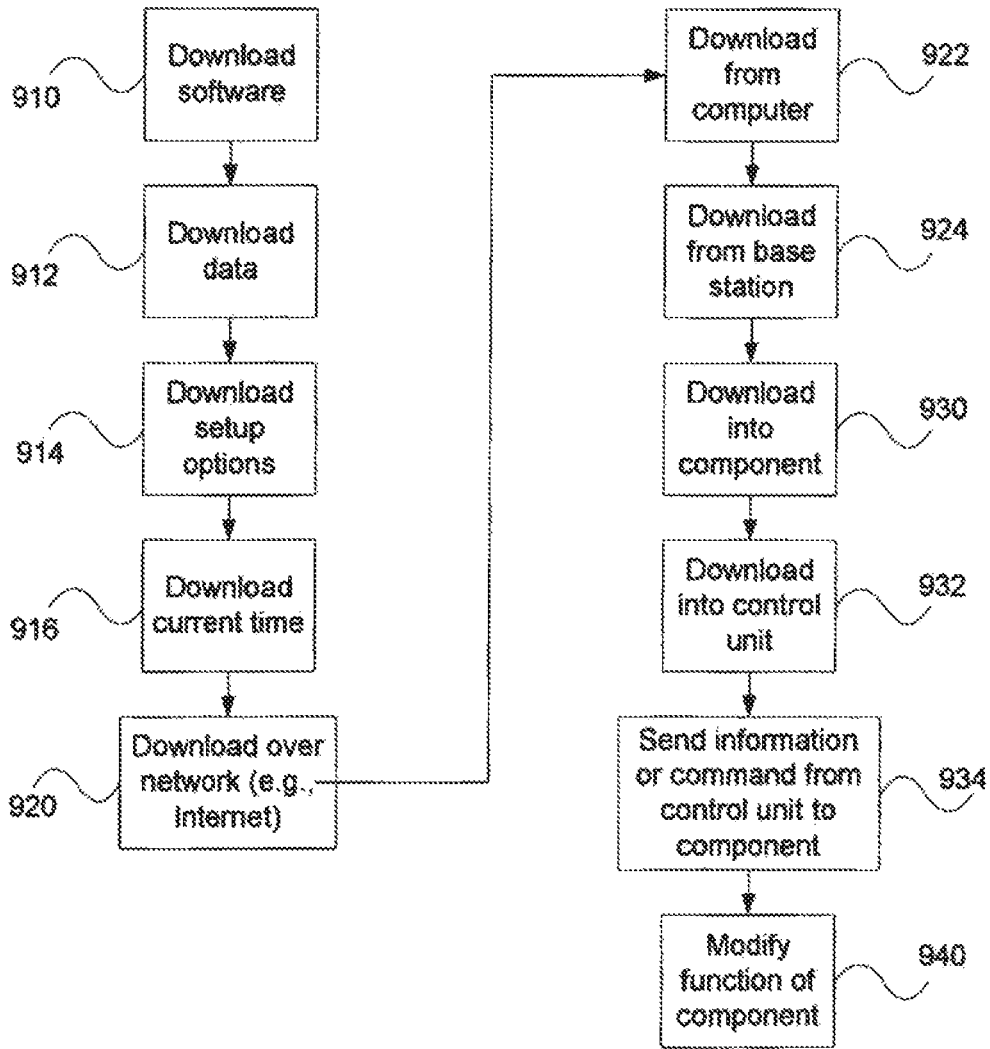 910
Download
software
912
Download
data
914
Download
setup
options
916
Download
current time
920
Download over
network (e.g.,
Internet)
922
Download
from
computer
924
Download
from base
station
930
Download
into
component
932
Download
into control
unit
934
Send information
or command from
control unit to
component
940
Modify
function of
component